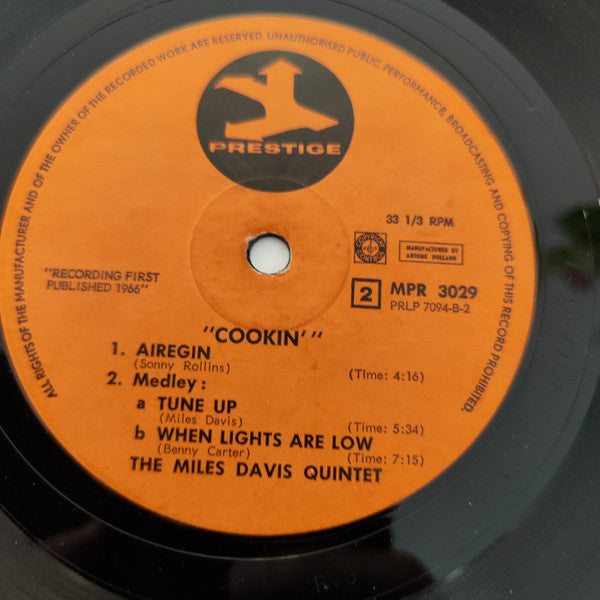 ALL RIGHTS OF THE MANUFACTURER AND OF THE OWNER OF THE RECORDED WORK ARE RESERVED. UNAUTHORISED PUBLIC PERFORMANCE, BROADCASTING AND COPYING OF THIS RECORD PROHIBITED.
PRESTIGE
33 1/3 RPM
COPYRIGHT
CONTROL
MANUFACTURED BY
ARTONE HOLLAND
"RECORDING FIRST
PUBLISHED 1966"
2 MPR 3029
PRLP 7094-B-2
"COOKIN'"
1. AIREGIN
(Sonny Rollins) (Time: 4:16)
2. Medley:
a TUNE UP
(Miles Davis) (Time: 5:34)
b WHEN LIGHTS ARE LOW
(Benny Carter) (Time: 7:15)
THE MILES DAVIS QUINTET